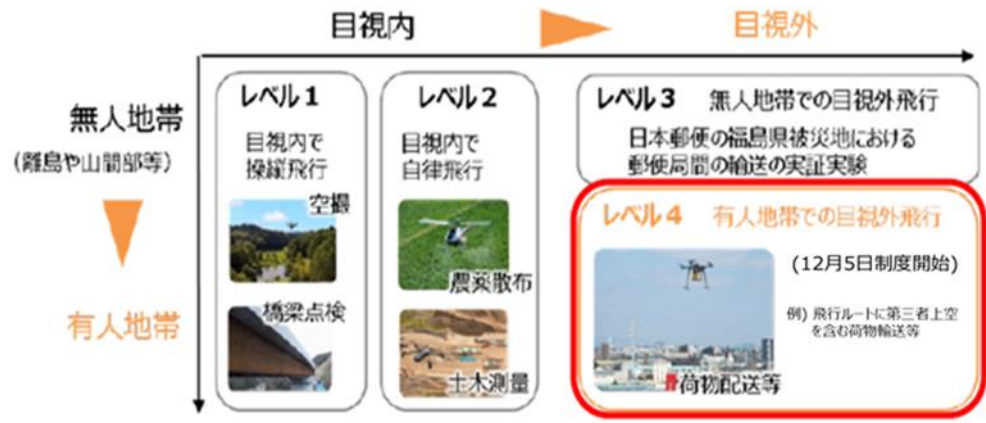 目視内
目視外
無人地帯
(離島や山間部等)
有人地帯
レベル1
目視内で
操縦飛行
空撮
橋梁点検
レベル2
目視内で
自律飛行
農薬散布
土木測量
レベル3 無人地帯での目視外飛行
日本郵便の福島県被災地における
郵便局間の輸送の実証実験
レベル4 有人地帯での目視外飛行
(12月5日制度開始)
例) 飛行ルートに第三者上空
を含む荷物輸送等
荷物配送等